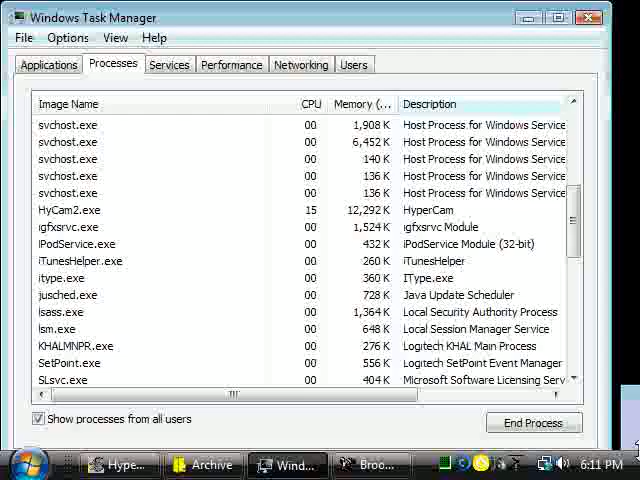 Windows Task Manager
File Options View Help
Applications Processes Services Performance Networking Users
Image Name CPU Memory (... Description
svchost.exe 00 1,908 K Host Process for Windows Service
svchost.exe 00 6,452 K Host Process for Windows Service
svchost.exe 00 140 K Host Process for Windows Service
svchost.exe 00 136 K Host Process for Windows Service
svchost.exe 00 136 K Host Process for Windows Service
HyCam2.exe 15 12,292 K HyperCam
igfxsrvc.exe 00 1,524 K igfxsrvc Module
iPodService.exe 00 432 K iPodService Module (32-bit)
iTunesHelper.exe 00 260 K iTunesHelper
itype.exe 00 360 K IType.exe
jusched.exe 00 728 K Java Update Scheduler
lsass.exe 00 1,364 K Local Security Authority Process
lsm.exe 00 648 K Local Session Manager Service
KHALMNPR.exe 00 276 K Logitech KHAL Main Process
SetPoint.exe 00 556 K Logitech SetPoint Event Manager
SLsvc.exe 00 404 K Microsoft Software Licensing Serv
Show processes from all users End Process
Hype... Archive Wind... Broo... 6:11 PM